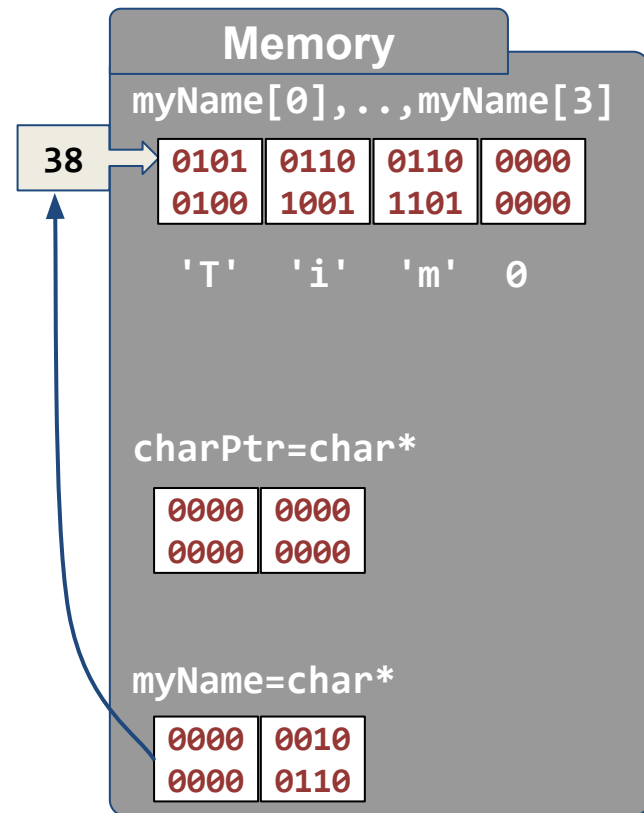 Memory
myName[0],..,myName[3]
38
0101 0110 0110 0000
0100 1001 1101 0000
'T' 'i' 'm' 0
charPtr=char*
0000 0000
0000 0000
myName=char*
0000 0010
0000 0110